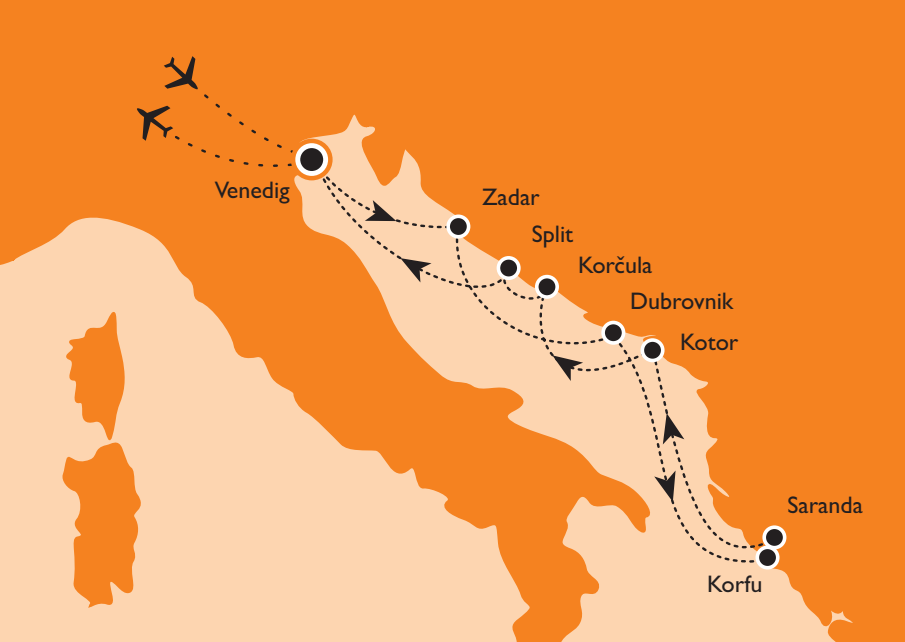 Venedig
Zadar
Split
Korčula
Dubrovnik
Kotor
Saranda
Korfu